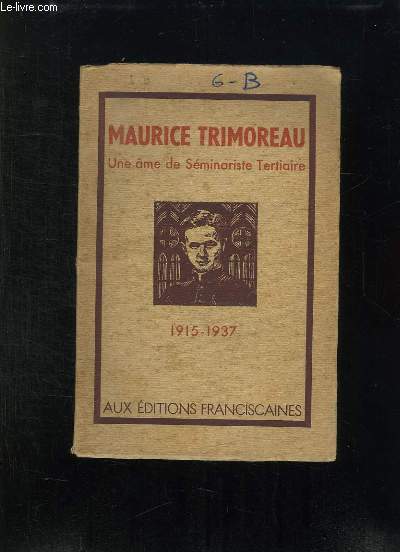 Le-livre.com
6-B
MAURICE TRIMOREAU
Une âme de Séminariste Tertiaire
1915-1937
AUX ÉDITIONS FRANCISCAINES